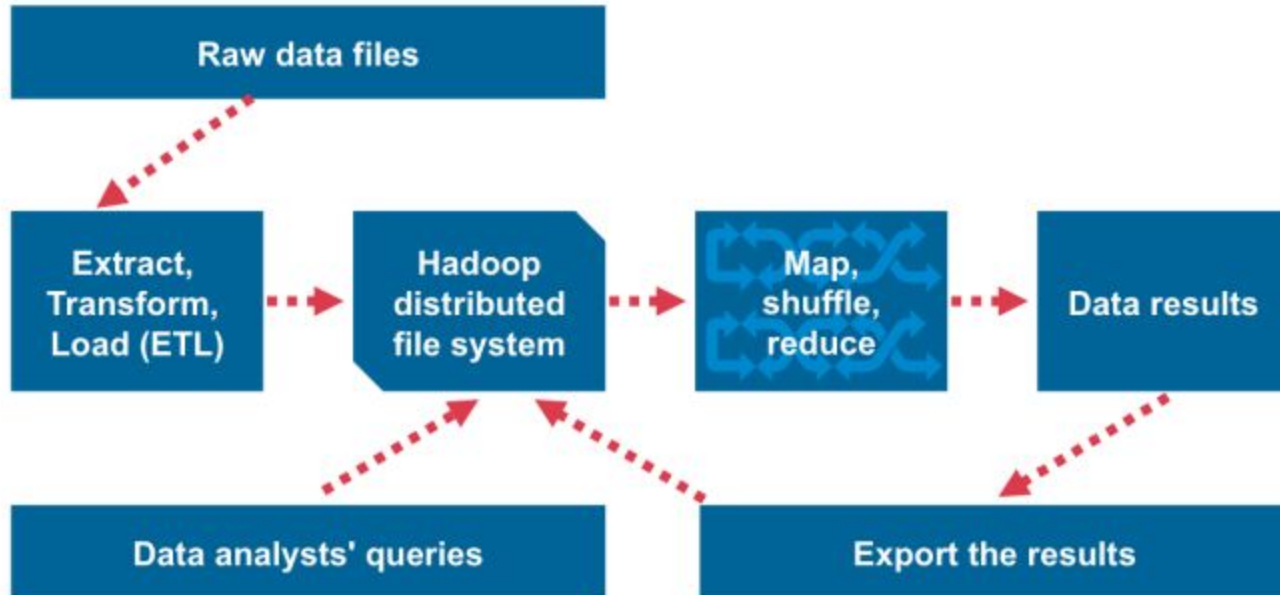 Raw data files
Extract,
Transform,
Load (ETL)
Hadoop
distributed
file system
Map,
shuffle,
reduce
Data results
Data analysts' queries
Export the results